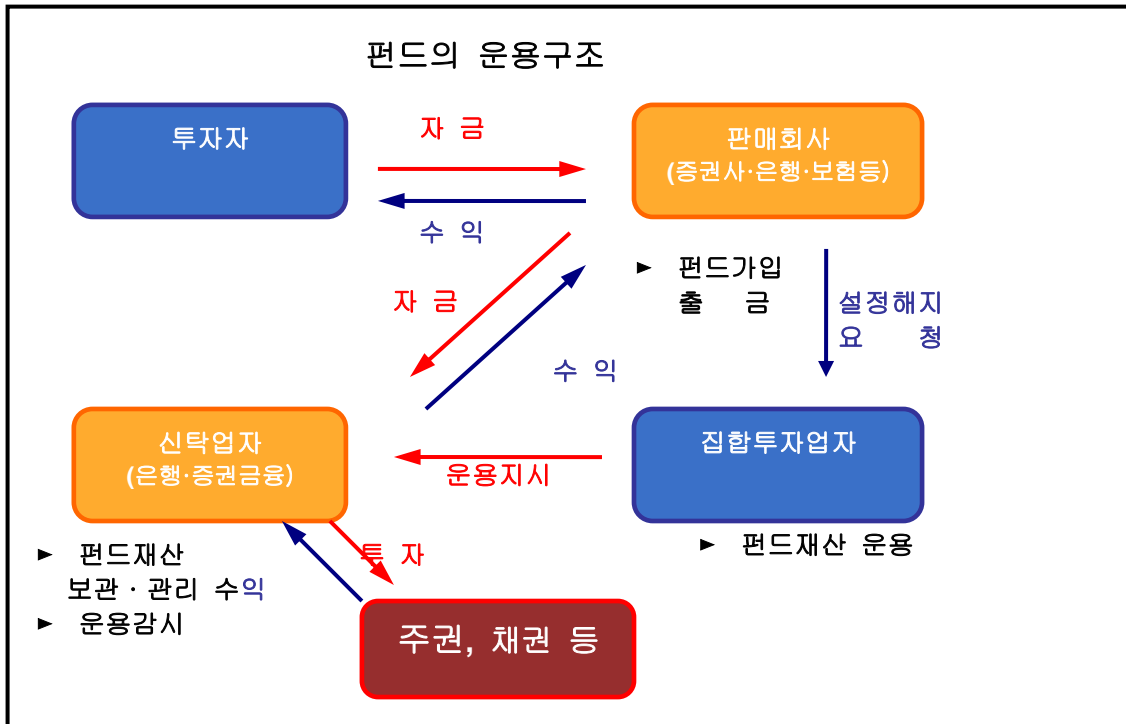 펀드의 운용구조
투자자
자 금
판매회사
(증권사·은행·보험등)
수 익
► 펀드가입
출 금
자 금
설정해지
요 청
수 익
신탁업자
(은행·증권금융)
집합투자업자
운용지시
► 펀드재산 운용
투 자
► 펀드재산
보관 · 관리 수익
► 운용감시
주권, 채권 등